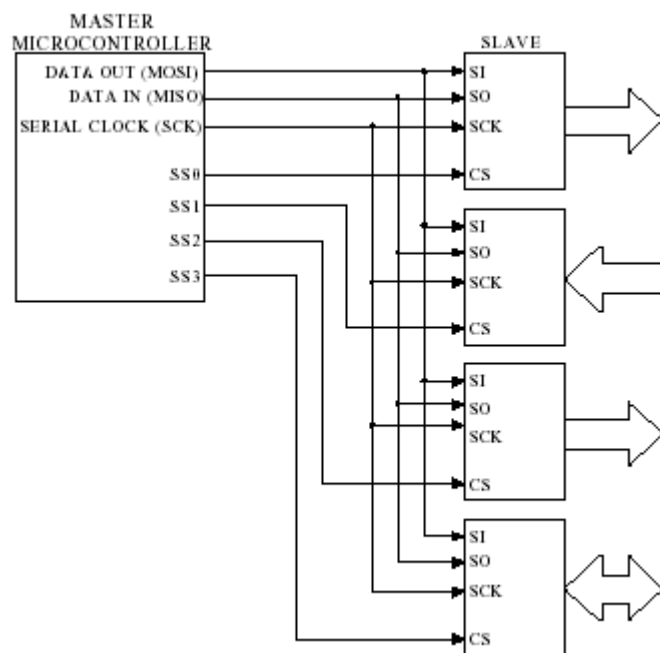 MASTER
MICROCONTROLLER
DATA OUT (MOSI)
DATA IN (MISO)
SERIAL CLOCK (SCK)
SS0
SS1
SS2
SS3
SLAVE
SI
SO
SCK
CS
SI
SO
SCK
CS
SI
SO
SCK
CS
SI
SO
SCK
CS